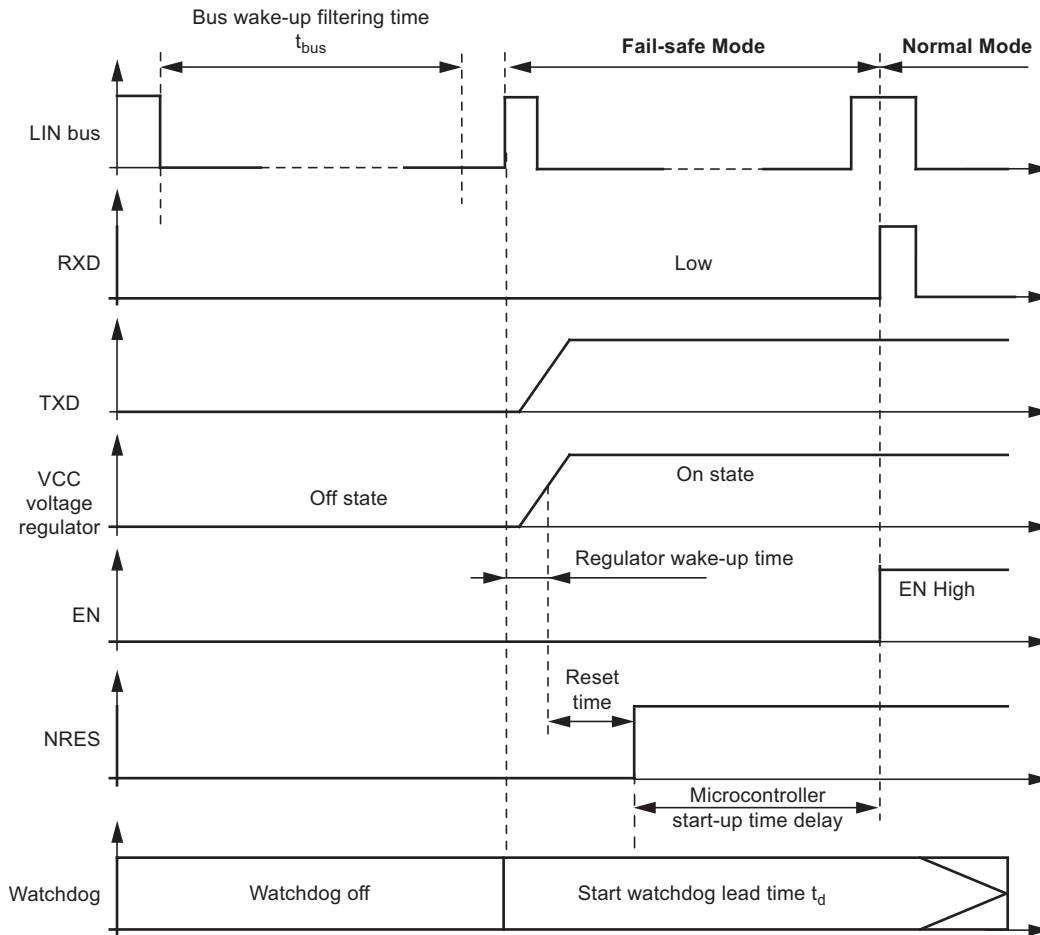 Bus wake-up filtering time
tbus
Fail-safe Mode
Normal Mode
LIN bus
RXD
Low
TXD
VCC
voltage
regulator
Off state
On state
Regulator wake-up time
EN
EN High
Reset
time
NRES
Microcontroller
start-up time delay
Watchdog
Watchdog off
Start watchdog lead time td